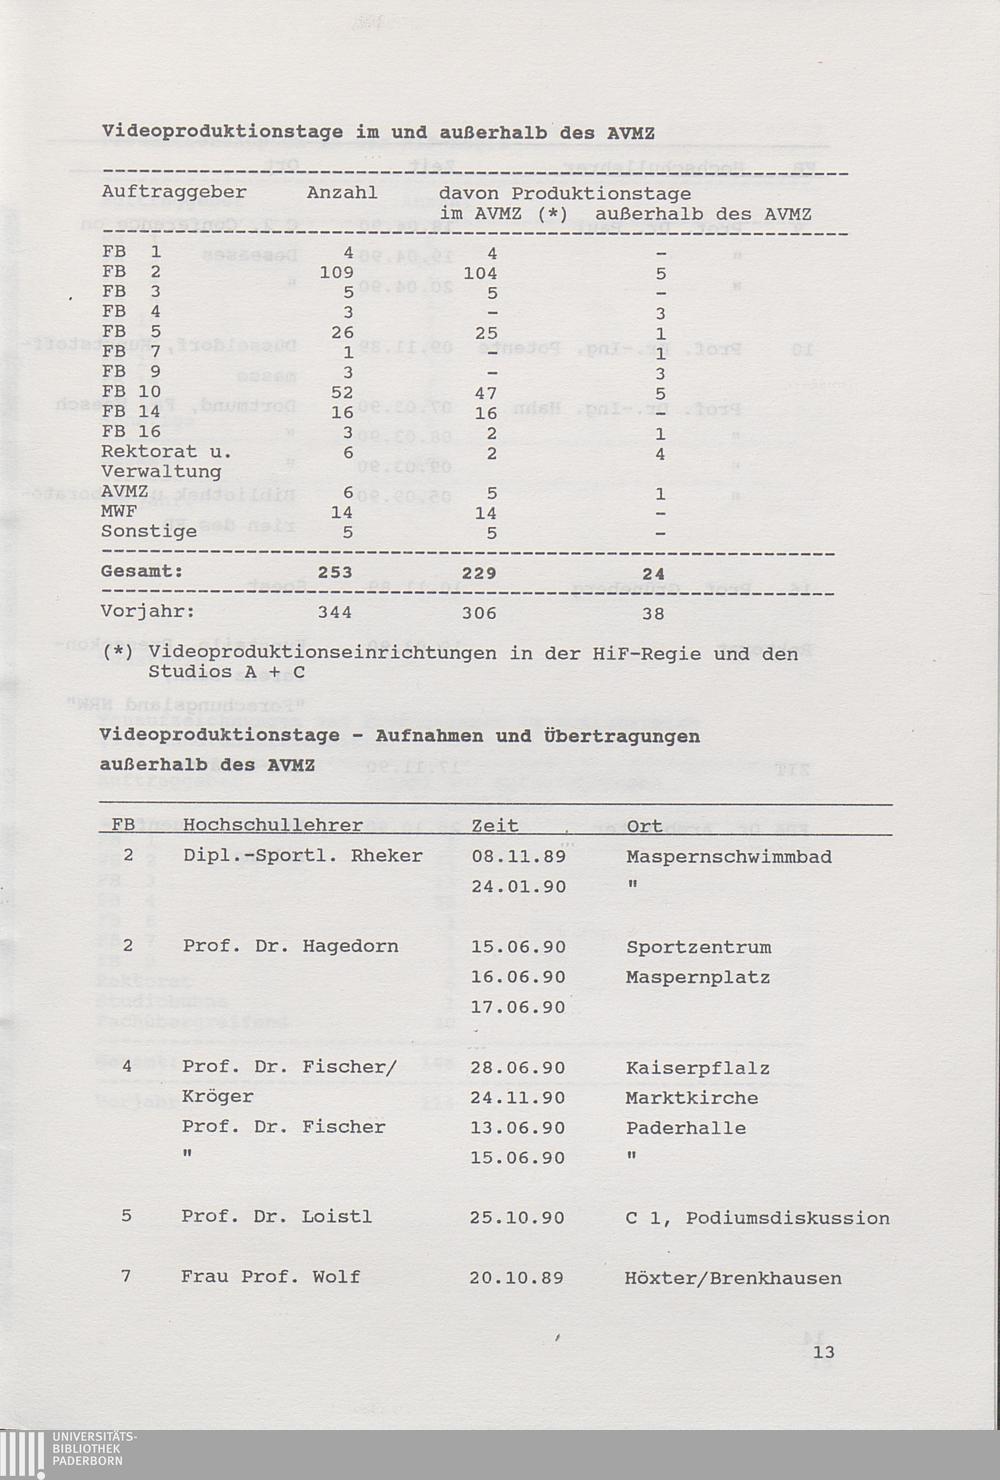 Videoproduktionstage im und außerhalb des AVMZ
Auftraggeber Anzahl davon Produktionstage
im AVMZ (*) außerhalb des AVMZ
FB 1 4 4 –
FB 2 109 104 5
FB 3 5 5 –
FB 4 3 – 3
FB 5 26 25 1
FB 7 1 – 1
FB 9 3 – 3
FB 10 52 47 5
FB 14 16 16 –
FB 16 3 2 1
Rektorat u. 6 2 4
Verwaltung
AVMZ 6 5 1
MWF 14 14 –
Sonstige 5 5 –
Gesamt: 253 229 24
Vorjahr: 344 306 38
(*) Videoproduktionseinrichtungen in der HiF-Regie und den
Studios A + C
Videoproduktionstage - Aufnahmen und Übertragungen
außerhalb des AVMZ
FB Hochschullehrer Zeit Ort
2 Dipl.-Sportl. Rheker 08.11.89 Maspernschwimmbad
24.01.90 "
2 Prof. Dr. Hagedorn 15.06.90 Sportzentrum
16.06.90 Maspernplatz
17.06.90
4 Prof. Dr. Fischer/ 28.06.90 Kaiserpflalz
Kröger 24.11.90 Marktkirche
Prof. Dr. Fischer 13.06.90 Paderhalle
" 15.06.90 "
5 Prof. Dr. Loistl 25.10.90 C 1, Podiumsdiskussion
7 Frau Prof. Wolf 20.10.89 Höxter/Brenkhausen
13
UNIVERSITÄTS-
BIBLIOTHEK
PADERBORN